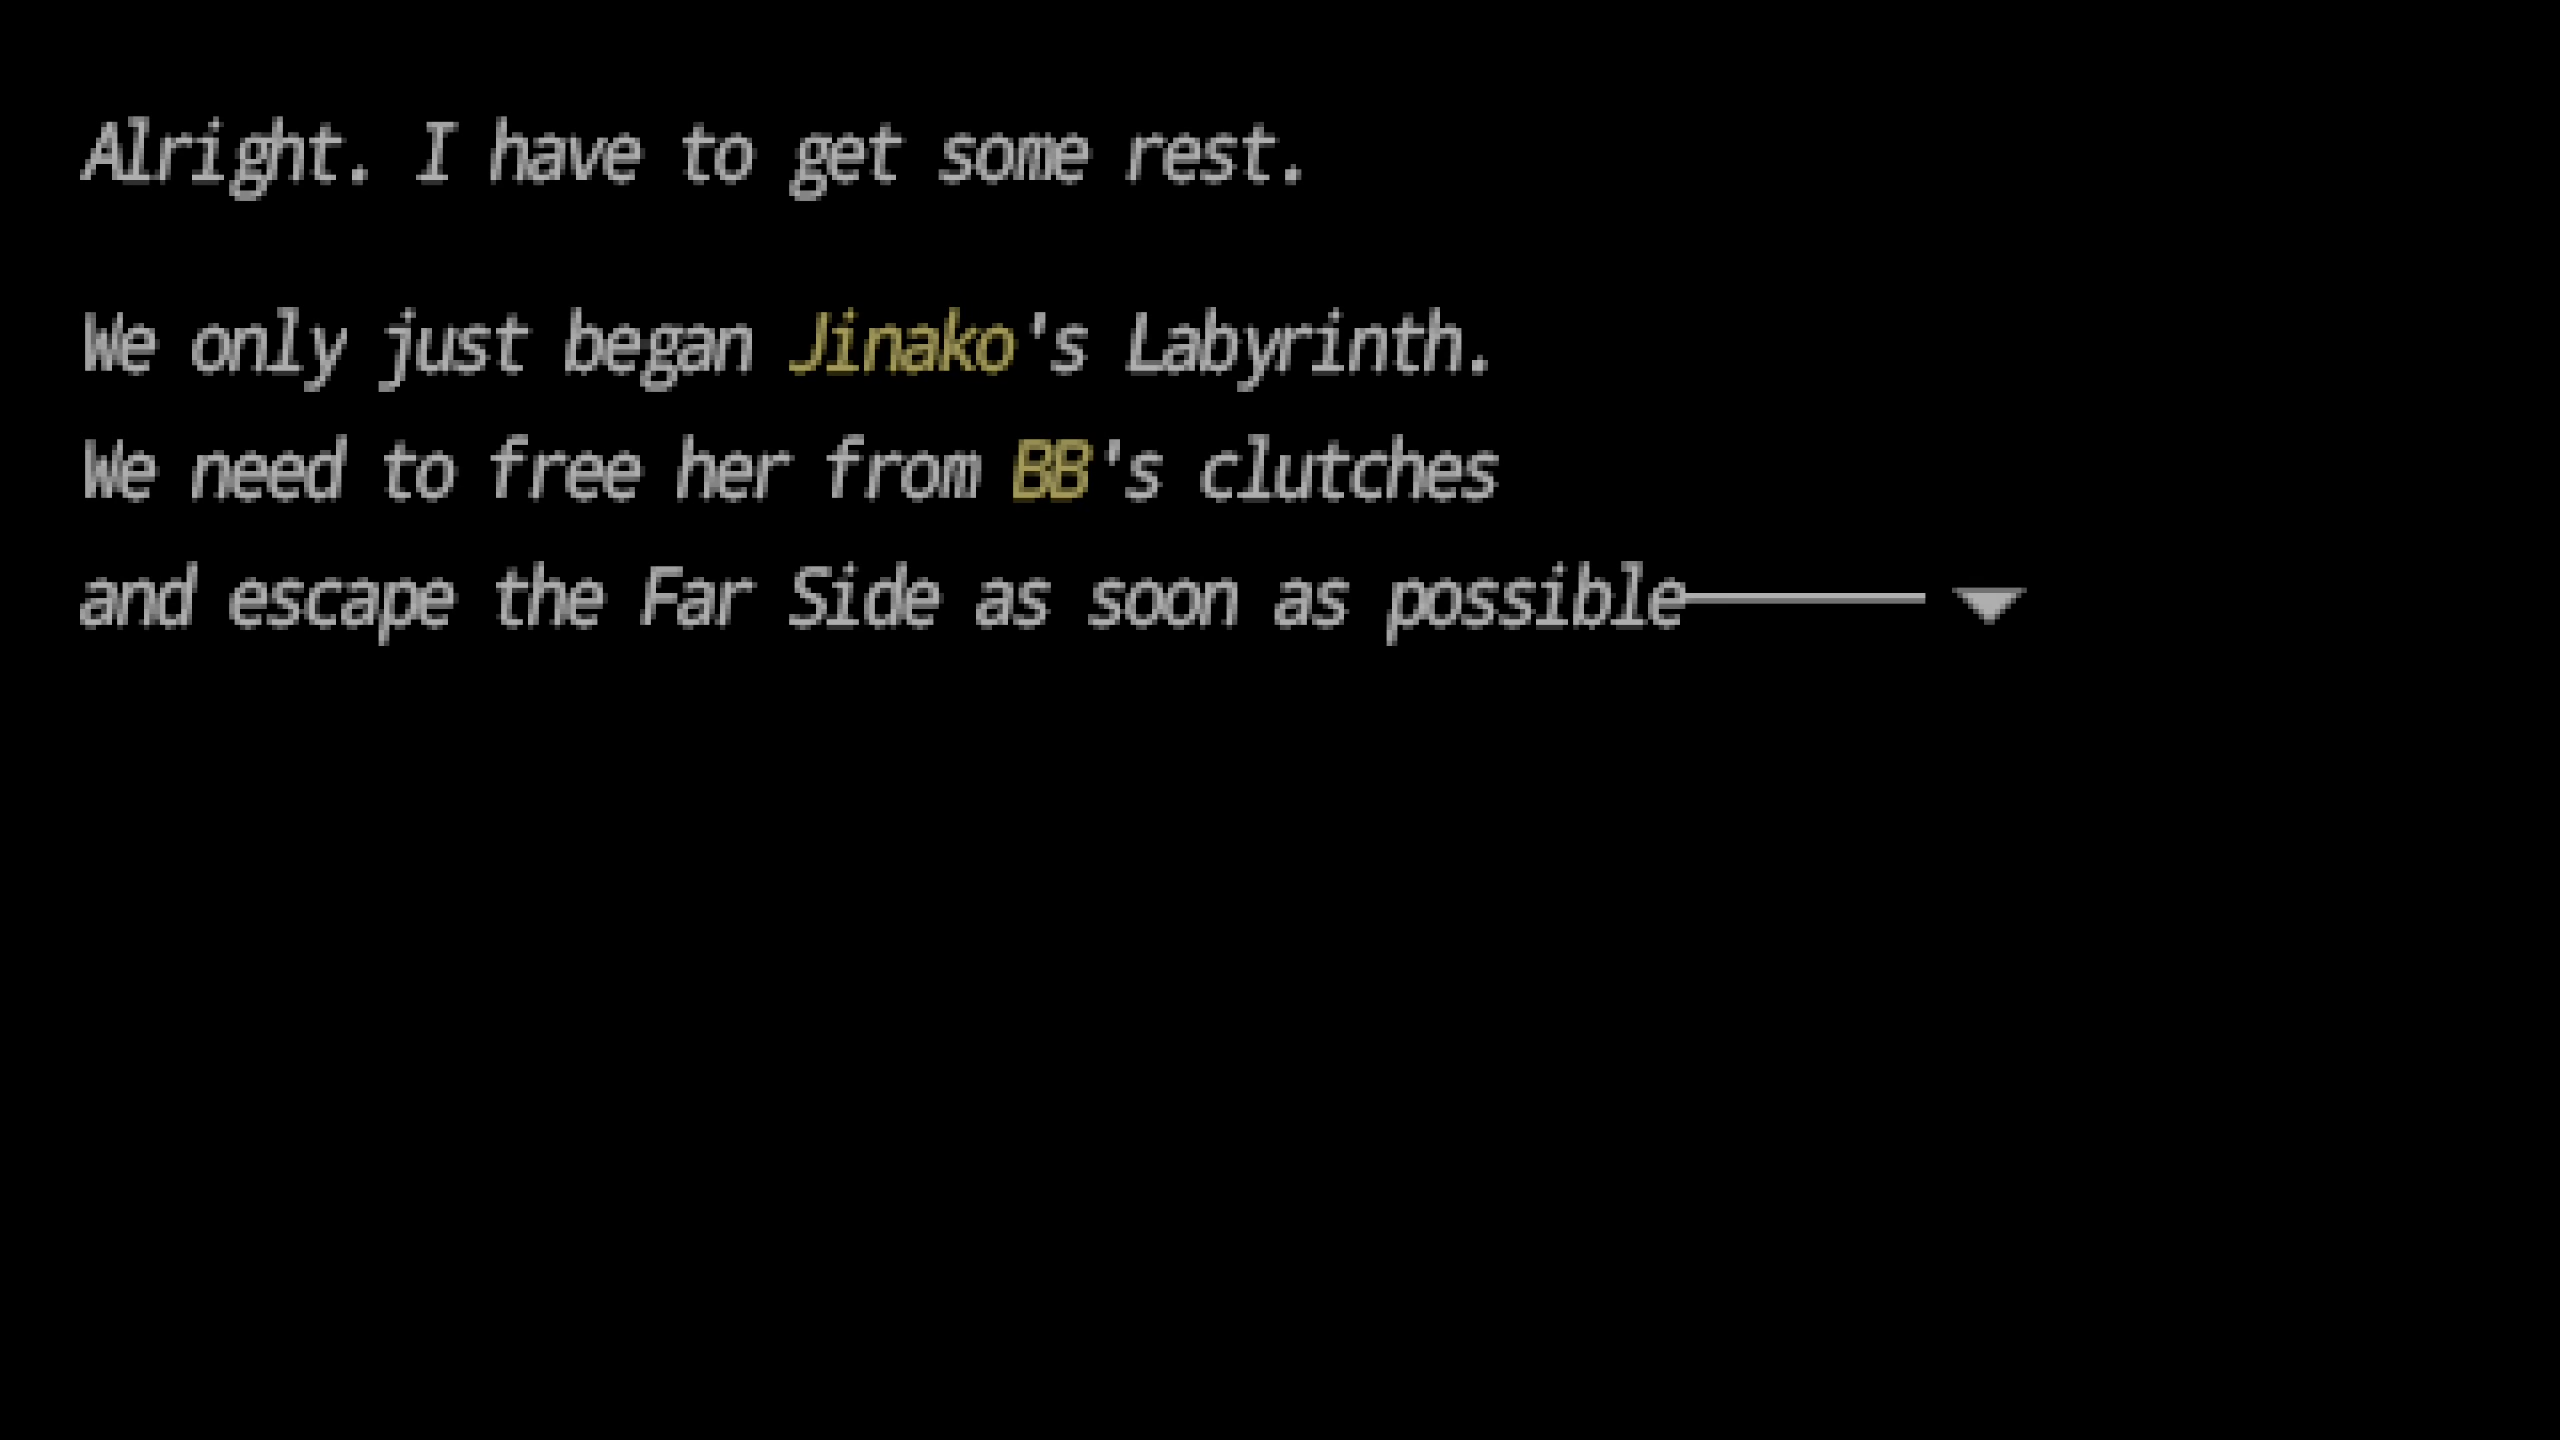 Alright. I have to get some rest.
We only just began Jinako's Labyrinth.
We need to free her from BB's clutches
and escape the Far Side as soon as possible———